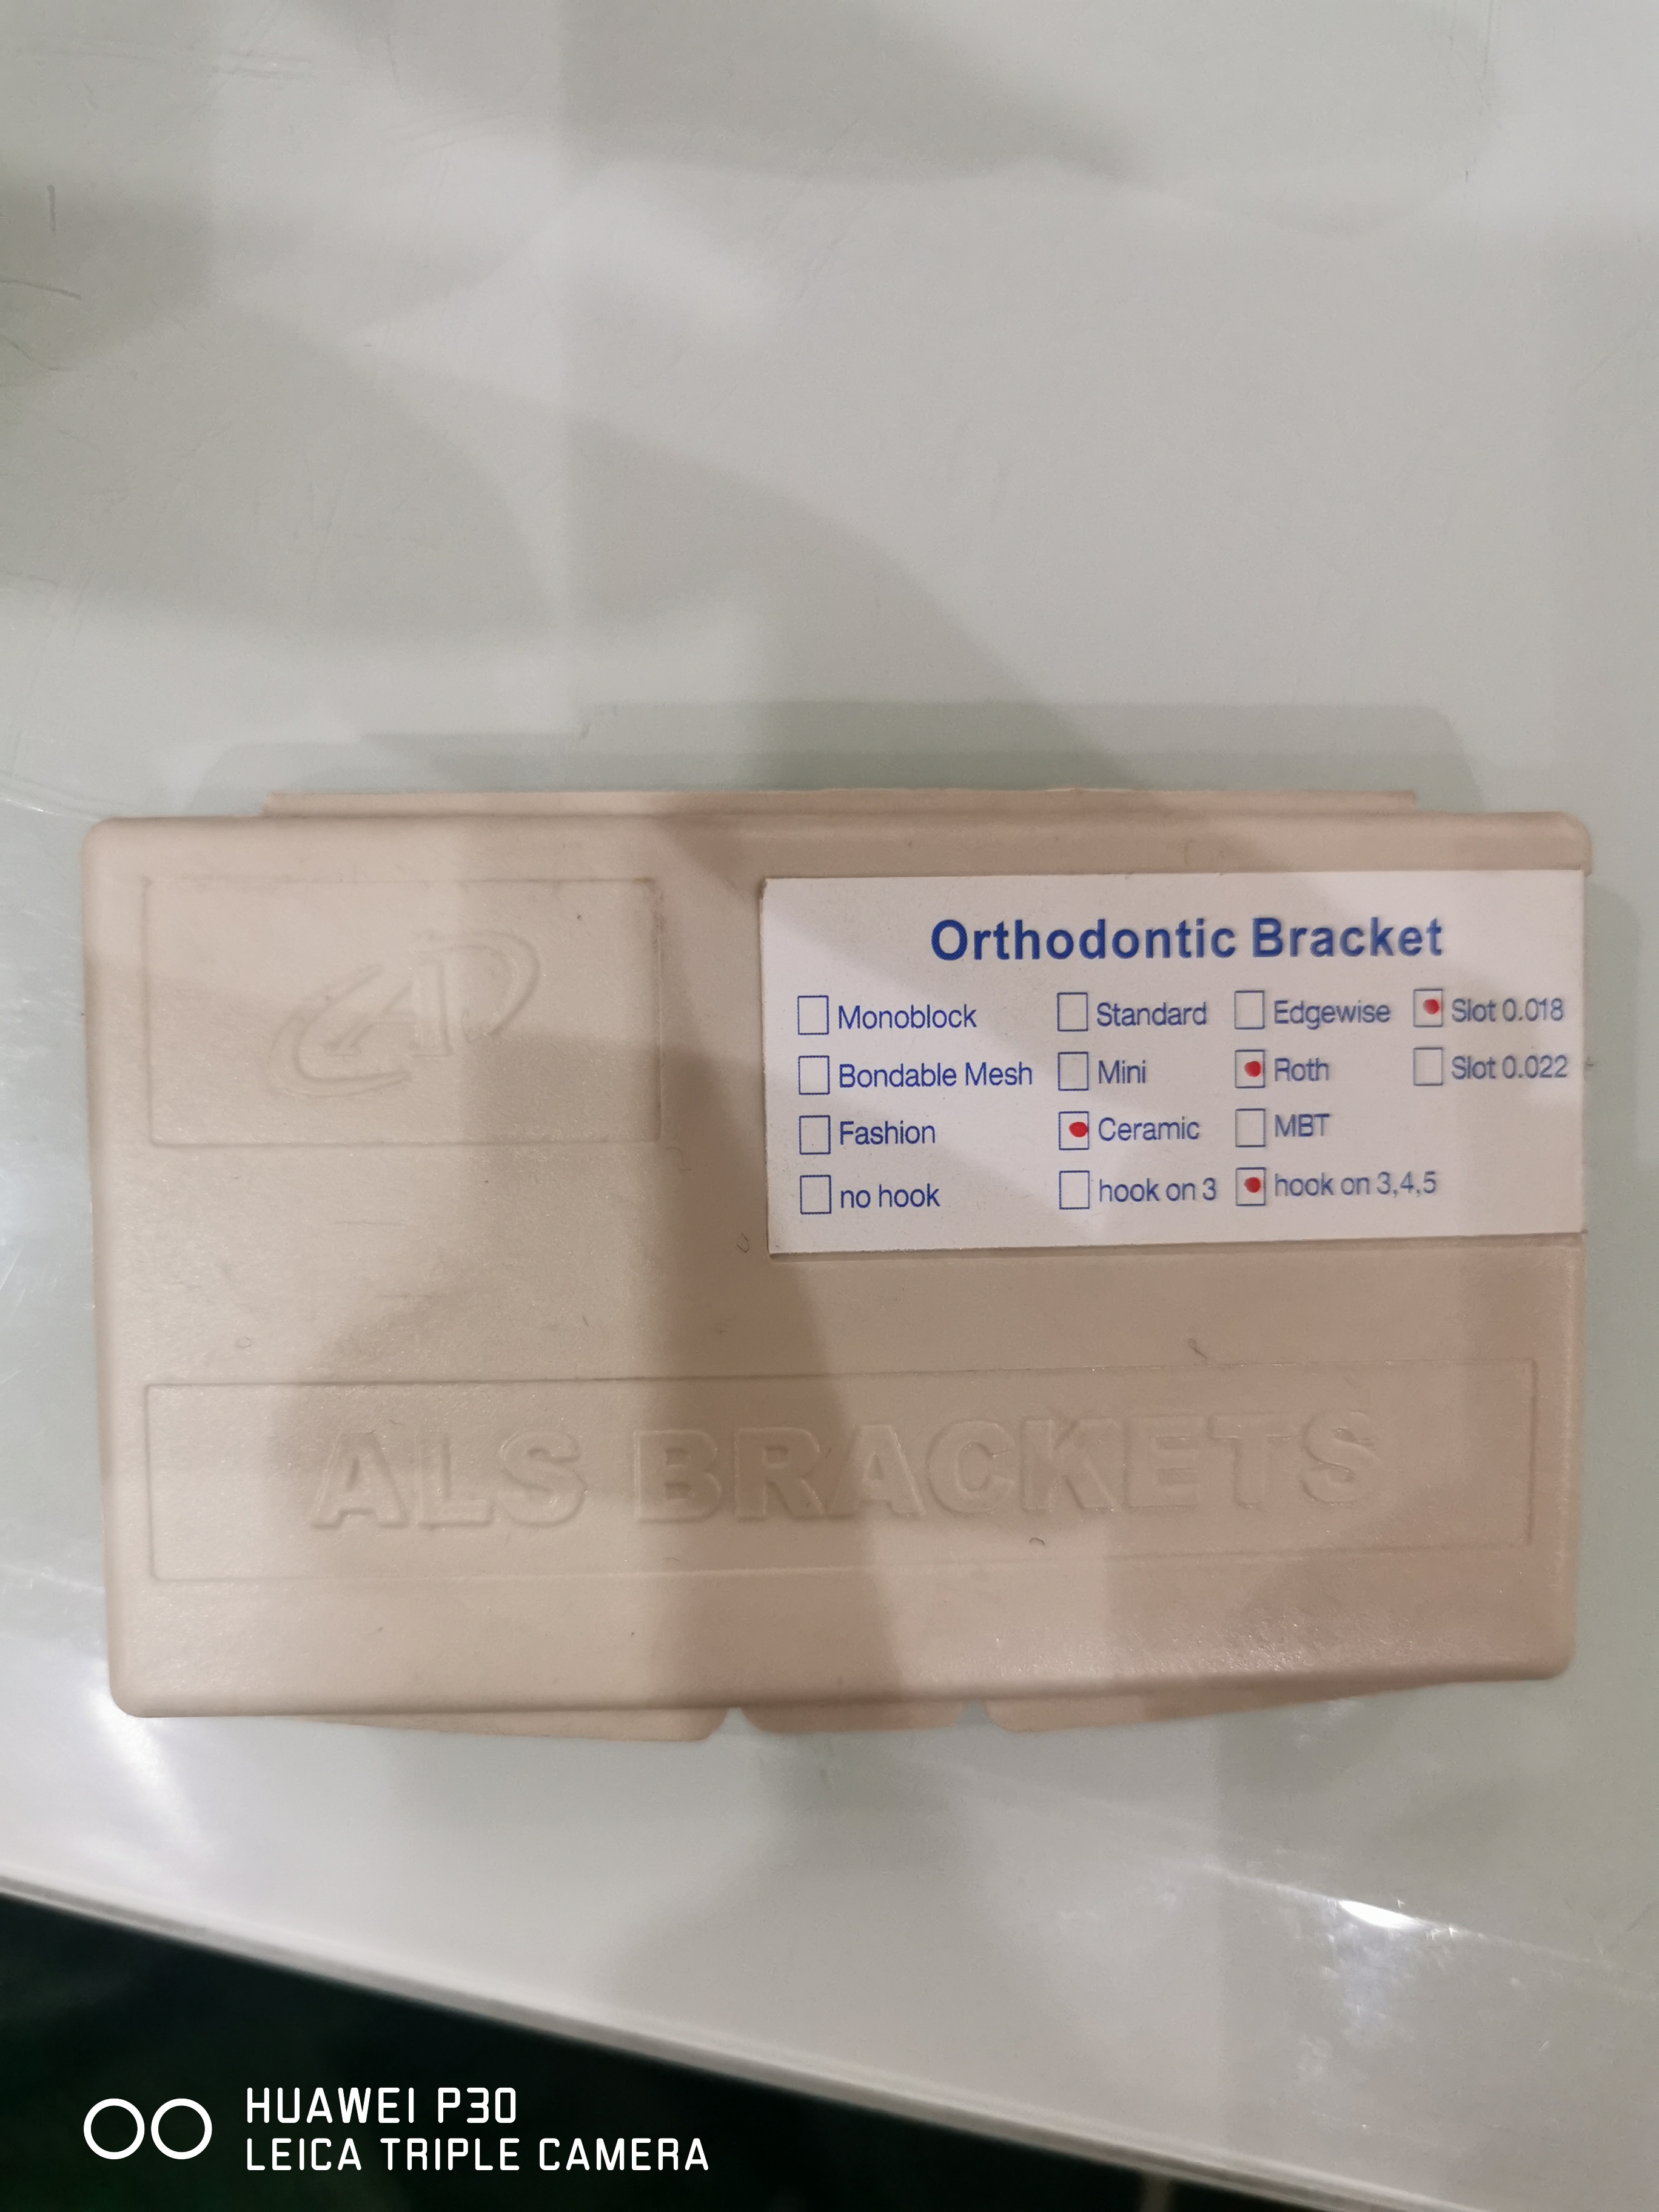 Orthodontic Bracket
Monoblock Standard Edgewise Slot 0.018
Bondable Mesh Mini Roth Slot 0.022
Fashion Ceramic MBT
no hook hook on 3 hook on 3,4,5
ALS BRACKETS
HUAWEI P30
LEICA TRIPLE CAMERA